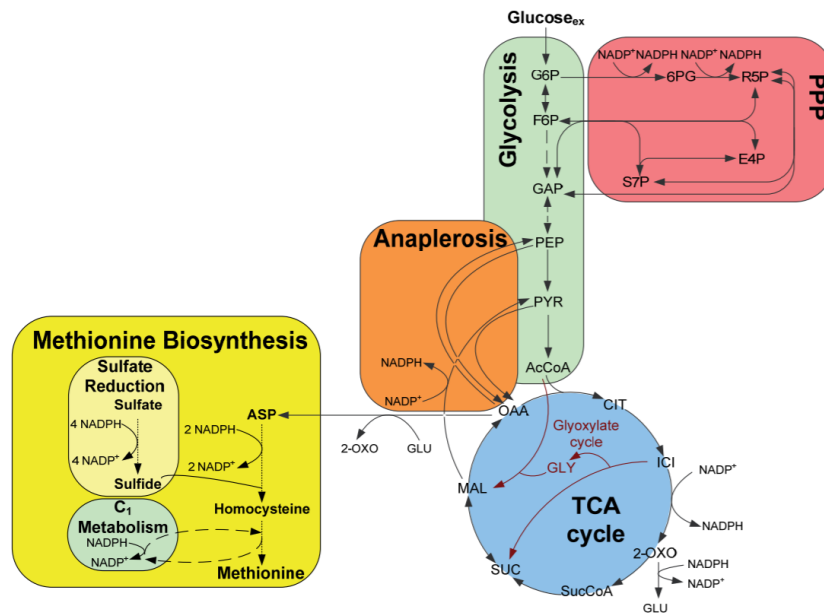 Glucose ex
Glycolysis
PPP
NADP⁺ NADPH NADP⁺ NADPH
G6P
6PG
R5P
F6P
E4P
S7P
GAP
Anaplerosis
PEP
PYR
AcCoA
NADPH
NADP⁺
OAA
Methionine Biosynthesis
Sulfate
Reduction
Sulfate
4 NADPH
4 NADP⁺
Sulfide
ASP
2 NADPH
2 NADP⁺
Homocysteine
C₁
Metabolism
NADPH
NADP⁺
Methionine
2-OXO
GLU
CIT
Glyoxylate
cycle
GLY
ICI
MAL
TCA
cycle
NADP⁺
NADPH
2-OXO
SUC
SucCoA
NADPH
NADP⁺
GLU